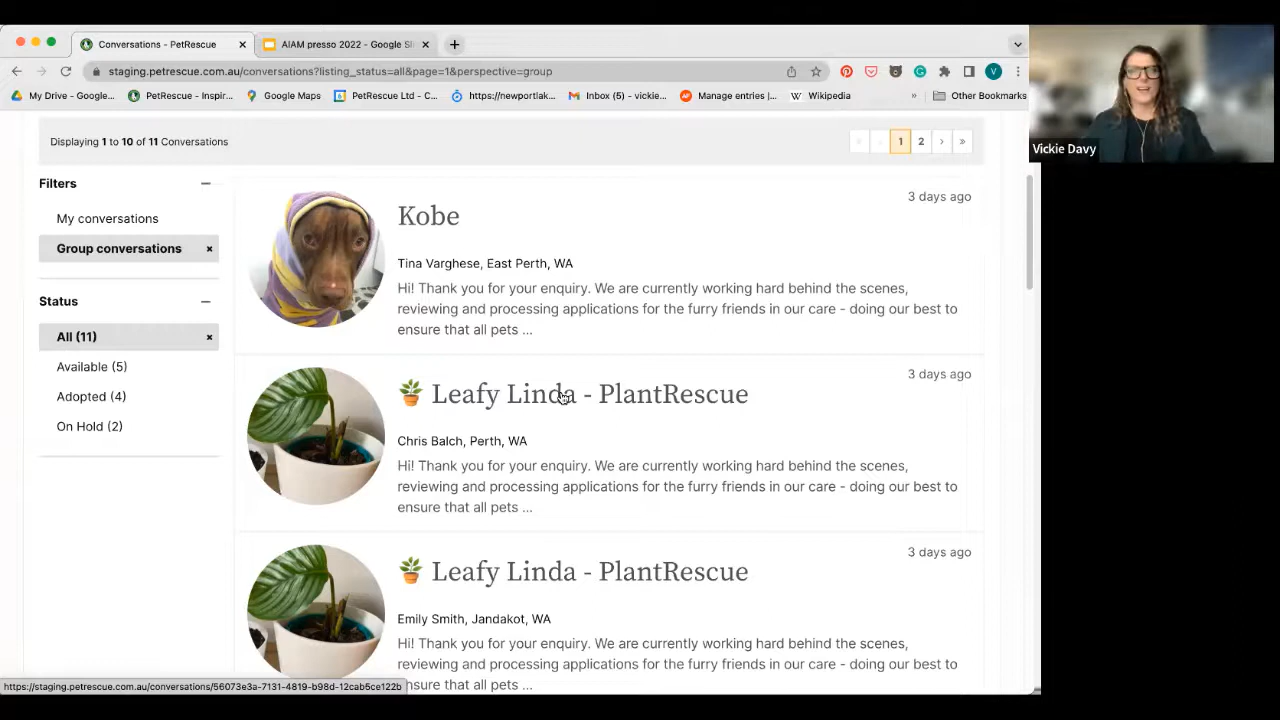 Conversations - PetRescue
AIAM presso 2022 - Google Sli
staging.petrescue.com.au/conversations?listing_status=all&page=1&perspective=group
V
My Drive - Google...
PetRescue - Inspir...
Google Maps
PetRescue Ltd - C...
https://newportlak...
Inbox (5) - vickie...
Manage entries |...
W Wikipedia
»
Other Bookmarks
Vickie Davy
Displaying 1 to 10 of 11 Conversations
« ‹ 1 2 › »
Filters
My conversations
Group conversations ×
Status
All (11) ×
Available (5)
Adopted (4)
On Hold (2)
3 days ago
Kobe
Tina Varghese, East Perth, WA
Hi! Thank you for your enquiry. We are currently working hard behind the scenes,
reviewing and processing applications for the furry friends in our care - doing our best to
ensure that all pets ...
3 days ago
Leafy Linda - PlantRescue
Chris Balch, Perth, WA
Hi! Thank you for your enquiry. We are currently working hard behind the scenes,
reviewing and processing applications for the furry friends in our care - doing our best to
ensure that all pets ...
3 days ago
Leafy Linda - PlantRescue
Emily Smith, Jandakot, WA
Hi! Thank you for your enquiry. We are currently working hard behind the scenes,
reviewing and processing applications for the furry friends in our care - doing our best to
ensure that all pets ...
https://staging.petrescue.com.au/conversations/56073e3a-7131-4819-b98d-12cab5ce122b